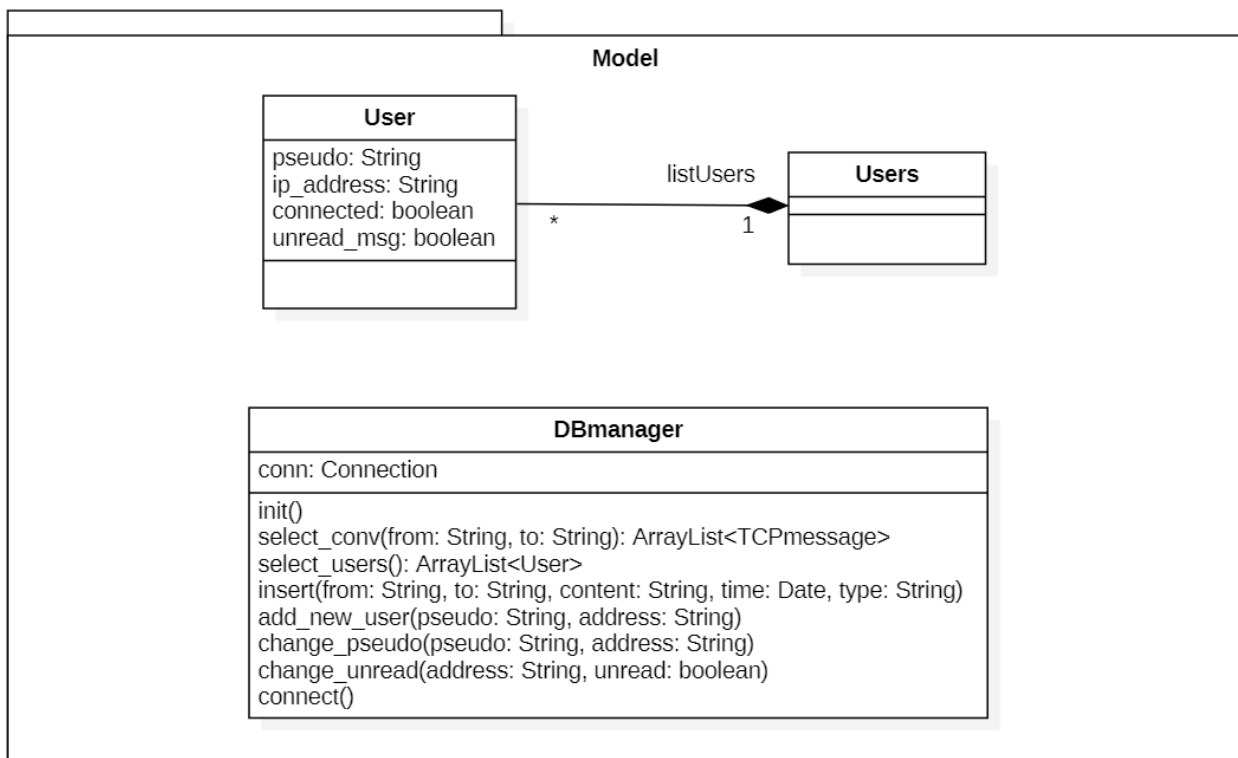 Model
User
pseudo: String
ip_address: String
connected: boolean
unread_msg: boolean
listUsers
*
1
Users
DBmanager
conn: Connection
init()
select_conv(from: String, to: String): ArrayList<TCPmessage>
select_users(): ArrayList<User>
insert(from: String, to: String, content: String, time: Date, type: String)
add_new_user(pseudo: String, address: String)
change_pseudo(pseudo: String, address: String)
change_unread(address: String, unread: boolean)
connect()